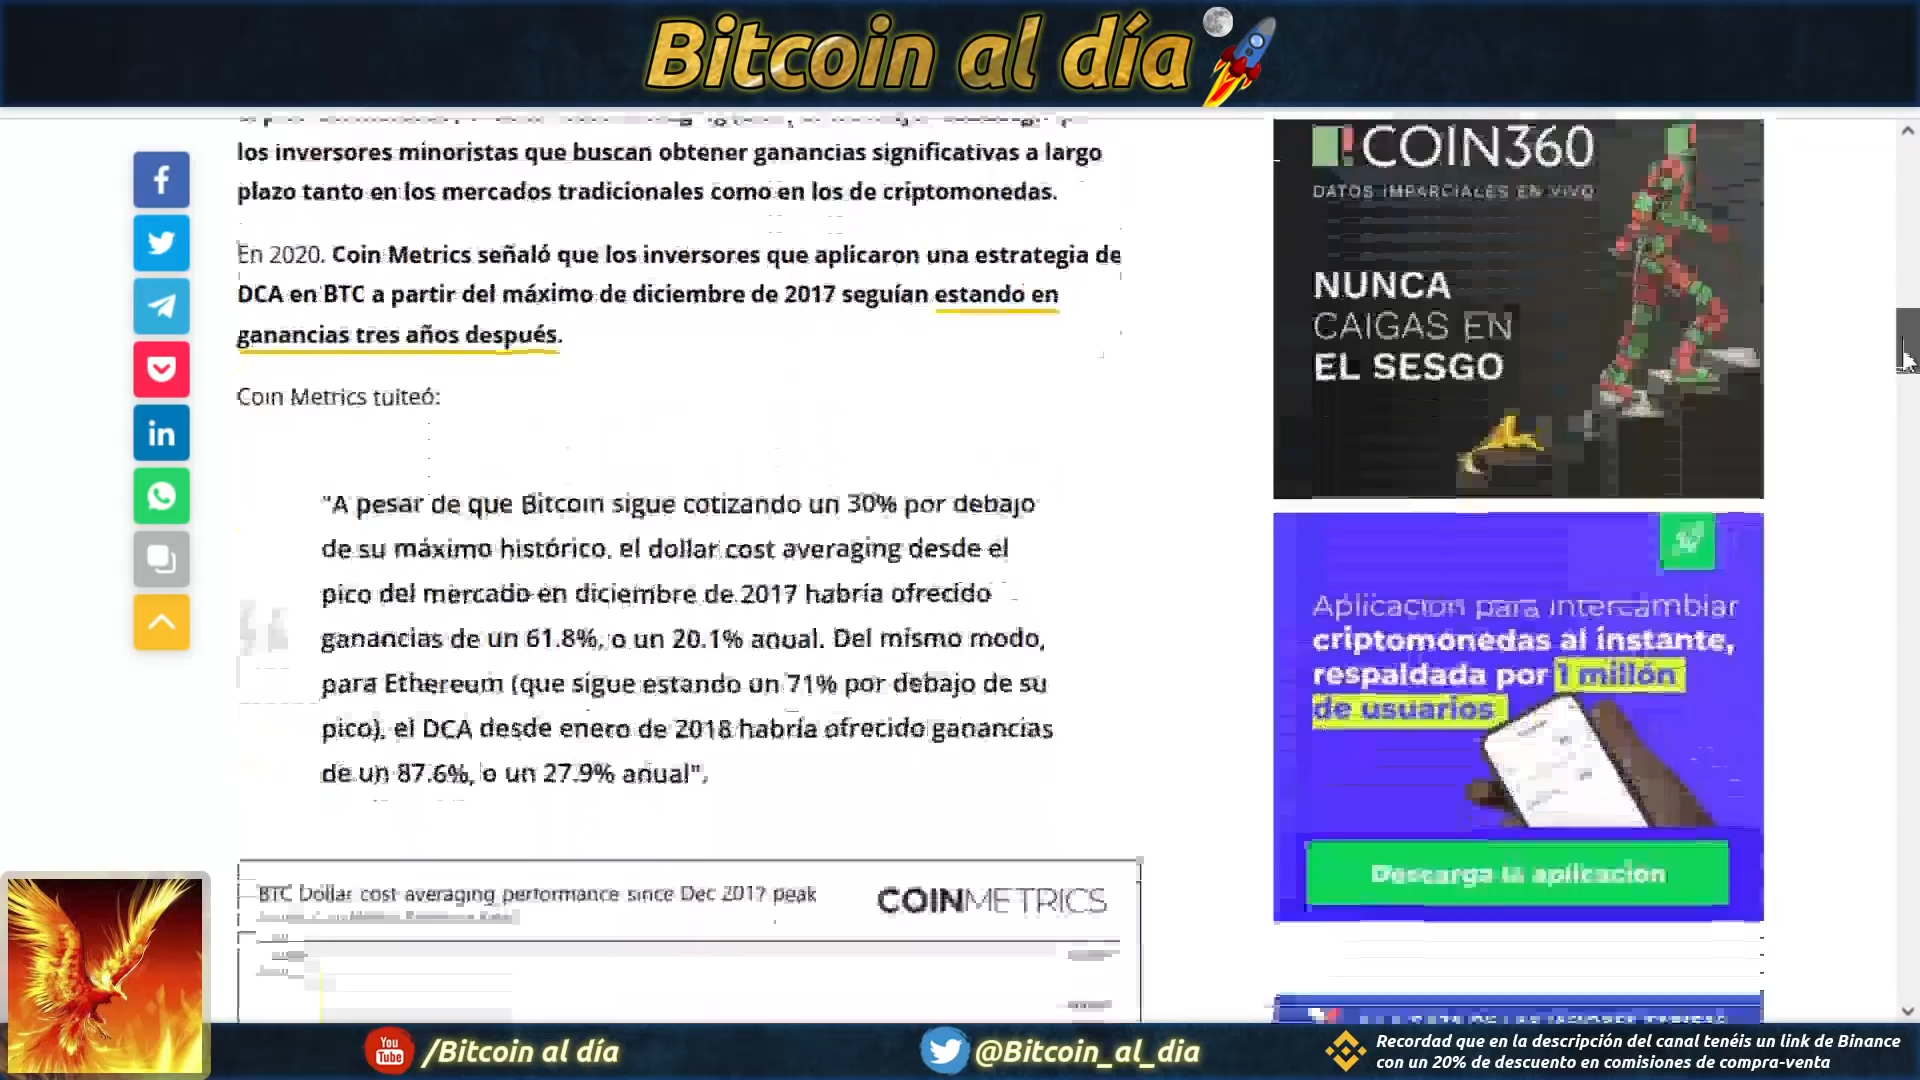 Bitcoin al día
los inversores minoristas que buscan obtener ganancias significativas a largo
plazo tanto en los mercados tradicionales como en los de criptomonedas.
En 2020. Coin Metrics señaló que los inversores que aplicaron una estrategia de
DCA en BTC a partir del máximo de diciembre de 2017 seguían estando en
ganancias tres años después.
Coin Metrics tuiteó:
"A pesar de que Bitcoin sigue cotizando un 30% por debajo
de su máximo histórico, el dollar cost averaging desde el
pico del mercado en diciembre de 2017 habría ofrecido
ganancias de un 61.8%, o un 20.1% anual. Del mismo modo,
para Ethereum (que sigue estando un 71% por debajo de su
pico), el DCA desde enero de 2018 habría ofrecido ganancias
de un 87.6%, o un 27.9% anual".
BTC Dollar cost averaging performance since Dec 2017 peak
COINMETRICS
COIN360
DATOS IMPARCIALES EN VIVO
NUNCA
CAIGAS EN
EL SESGO
Aplicación para intercambiar
criptomonedas al instante,
respaldada por 1 millón
de usuarios
Descarga la aplicación
You
Tube
/Bitcoin al día
@Bitcoin_al_dia
Recordad que en la descripción del canal tenéis un link de Binance
con un 20% de descuento en comisiones de compra-venta